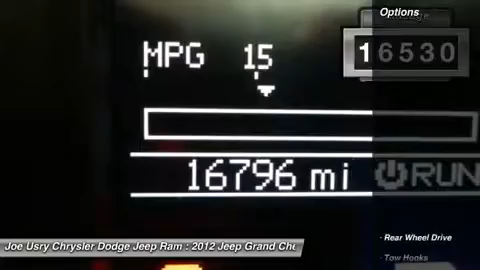 Options
MPG 15
16530
16796 mi RUN
Joe Usry Chrysler Dodge Jeep Ram : 2012 Jeep Grand Che
· Rear Wheel Drive
· Tow Hooks